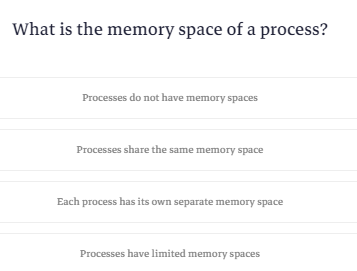 What is the memory space of a process?
Processes do not have memory spaces
Processes share the same memory space
Each process has its own separate memory space
Processes have limited memory spaces